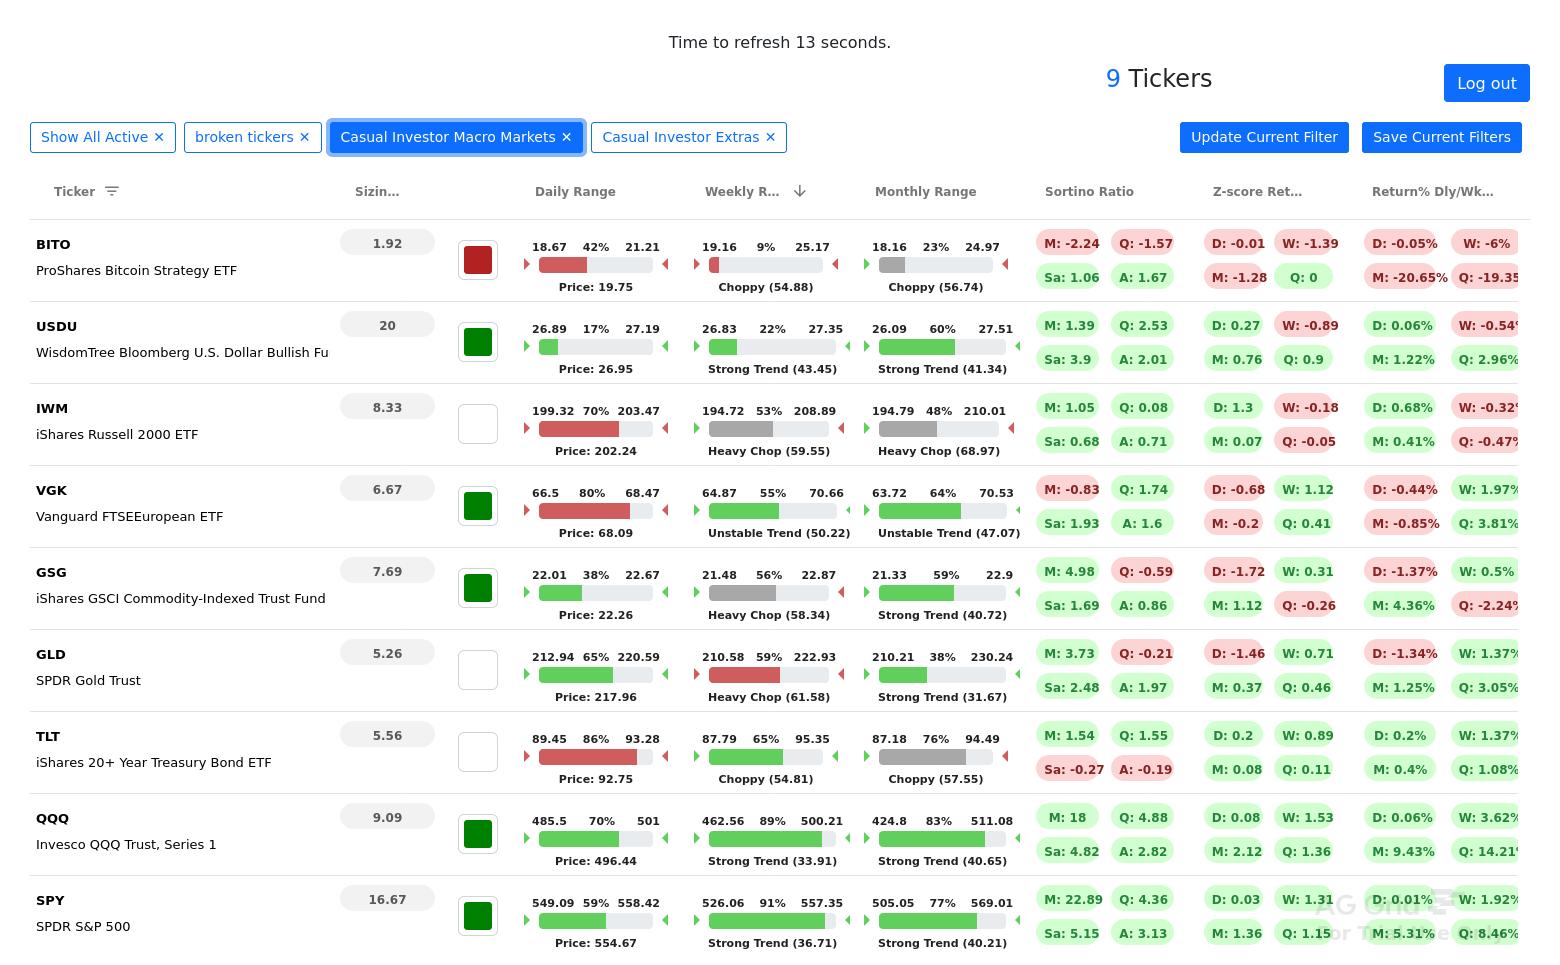 Time to refresh 13 seconds.
9 Tickers
Log out
Show All Active ✕ broken tickers ✕ Casual Investor Macro Markets ✕ Casual Investor Extras ✕ Update Current Filter Save Current Filters
Ticker Sizin… Daily Range Weekly R… Monthly Range Sortino Ratio Z-score Ret… Return% Dly/Wk…
BITO 1.92 18.67 42% 21.21 19.16 9% 25.17 18.16 23% 24.97 M: -2.24 Q: -1.57 D: -0.01 W: -1.39 D: -0.05% W: -6%
ProShares Bitcoin Strategy ETF Sa: 1.06 A: 1.67 M: -1.28 Q: 0 M: -20.65% Q: -19.35
Price: 19.75 Choppy (54.88) Choppy (56.74)
USDU 20 26.89 17% 27.19 26.83 22% 27.35 26.09 60% 27.51 M: 1.39 Q: 2.53 D: 0.27 W: -0.89 D: 0.06% W: -0.54%
WisdomTree Bloomberg U.S. Dollar Bullish Fu Sa: 3.9 A: 2.01 M: 0.76 Q: 0.9 M: 1.22% Q: 2.96%
Price: 26.95 Strong Trend (43.45) Strong Trend (41.34)
IWM 8.33 199.32 70% 203.47 194.72 53% 208.89 194.79 48% 210.01 M: 1.05 Q: 0.08 D: 1.3 W: -0.18 D: 0.68% W: -0.32%
iShares Russell 2000 ETF Sa: 0.68 A: 0.71 M: 0.07 Q: -0.05 M: 0.41% Q: -0.47%
Price: 202.24 Heavy Chop (59.55) Heavy Chop (68.97)
VGK 6.67 66.5 80% 68.47 64.87 55% 70.66 63.72 64% 70.53 M: -0.83 Q: 1.74 D: -0.68 W: 1.12 D: -0.44% W: 1.97%
Vanguard FTSEEuropean ETF Sa: 1.93 A: 1.6 M: -0.2 Q: 0.41 M: -0.85% Q: 3.81%
Price: 68.09 Unstable Trend (50.22) Unstable Trend (47.07)
GSG 7.69 22.01 38% 22.67 21.48 56% 22.87 21.33 59% 22.9 M: 4.98 Q: -0.59 D: -1.72 W: 0.31 D: -1.37% W: 0.5%
iShares GSCI Commodity-Indexed Trust Fund Sa: 1.69 A: 0.86 M: 1.12 Q: -0.26 M: 4.36% Q: -2.24%
Price: 22.26 Heavy Chop (58.34) Strong Trend (40.72)
GLD 5.26 212.94 65% 220.59 210.58 59% 222.93 210.21 38% 230.24 M: 3.73 Q: -0.21 D: -1.46 W: 0.71 D: -1.34% W: 1.37%
SPDR Gold Trust Sa: 2.48 A: 1.97 M: 0.37 Q: 0.46 M: 1.25% Q: 3.05%
Price: 217.96 Heavy Chop (61.58) Strong Trend (31.67)
TLT 5.56 89.45 86% 93.28 87.79 65% 95.35 87.18 76% 94.49 M: 1.54 Q: 1.55 D: 0.2 W: 0.89 D: 0.2% W: 1.37%
iShares 20+ Year Treasury Bond ETF Sa: -0.27 A: -0.19 M: 0.08 Q: 0.11 M: 0.4% Q: 1.08%
Price: 92.75 Choppy (54.81) Choppy (57.55)
QQQ 9.09 485.5 70% 501 462.56 89% 500.21 424.8 83% 511.08 M: 18 Q: 4.88 D: 0.08 W: 1.53 D: 0.06% W: 3.62%
Invesco QQQ Trust, Series 1 Sa: 4.82 A: 2.82 M: 2.12 Q: 1.36 M: 9.43% Q: 14.21%
Price: 496.44 Strong Trend (33.91) Strong Trend (40.65)
SPY 16.67 549.09 59% 558.42 526.06 91% 557.35 505.05 77% 569.01 M: 22.89 Q: 4.36 D: 0.03 W: 1.31 D: 0.01% W: 1.92%
AG Grid
SPDR S&P 500 Sa: 5.15 A: 3.13 M: 1.36 Q: 1.15 M: 5.31% Q: 8.46%
For Trial Use Only
Price: 554.67 Strong Trend (36.71) Strong Trend (40.21)